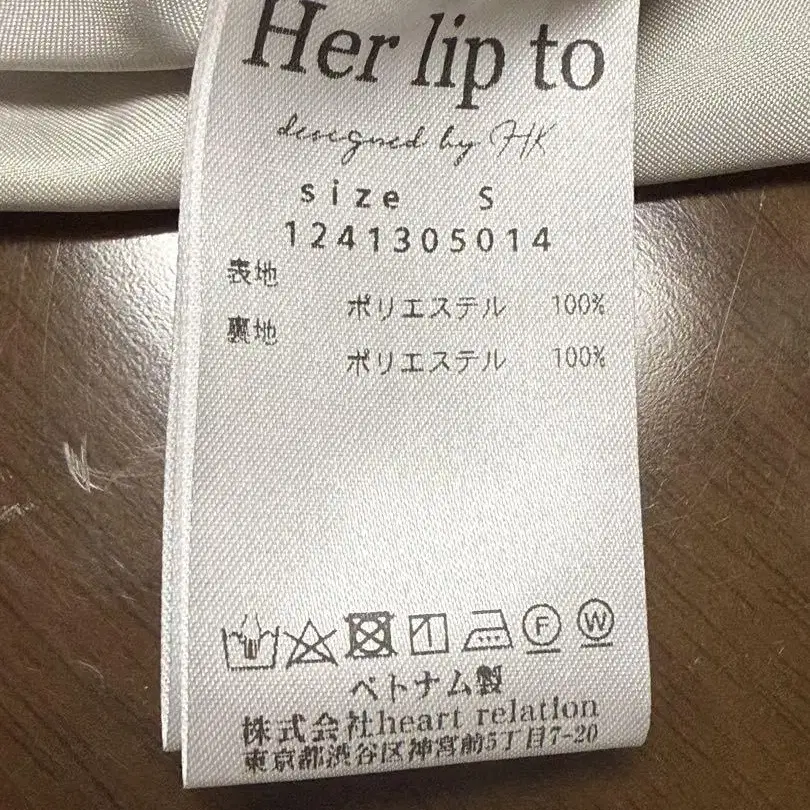 Her lip to
designed by HK
size S
1241305014
表地
ポリエステル 100%
裏地
ポリエステル 100%
F W
ベトナム製
株式会社heart relation
東京都渋谷区神宮前5丁目7-20